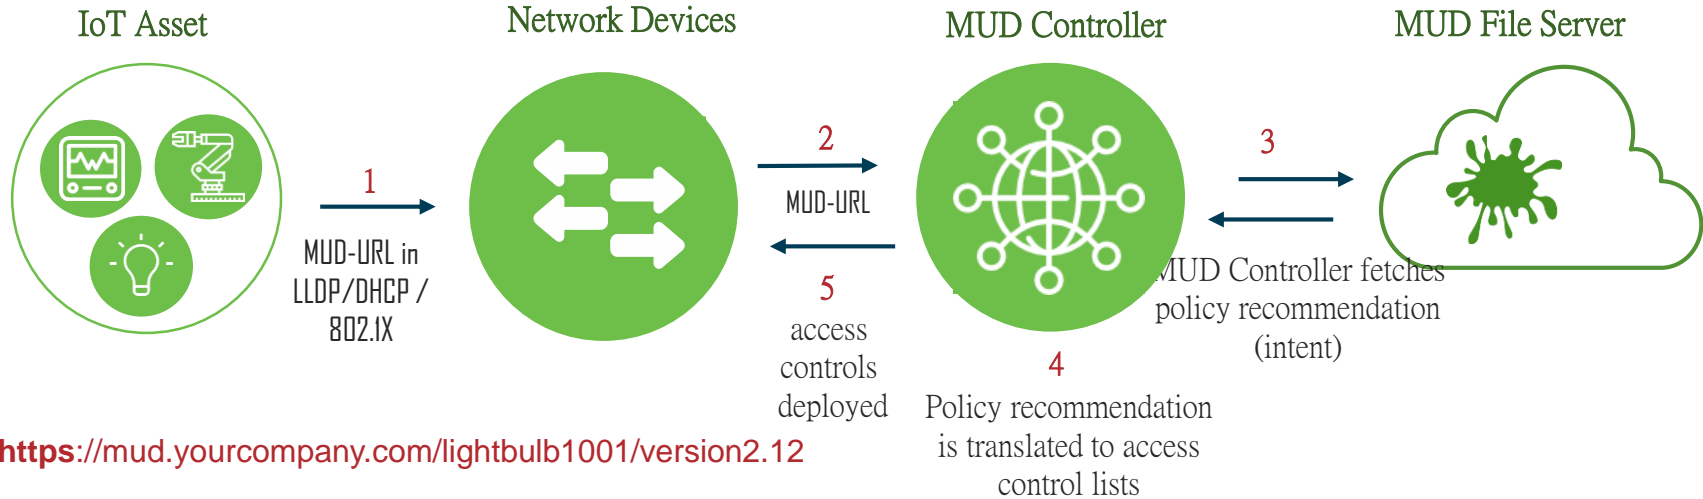 IoT Asset
Network Devices
MUD Controller
MUD File Server
1
MUD-URL in
LLDP/DHCP /
802.1X
2
MUD-URL
3
MUD Controller fetches
policy recommendation
(intent)
5
access
controls
deployed
4
Policy recommendation
is translated to access
control lists
https://mud.yourcompany.com/lightbulb1001/version2.12